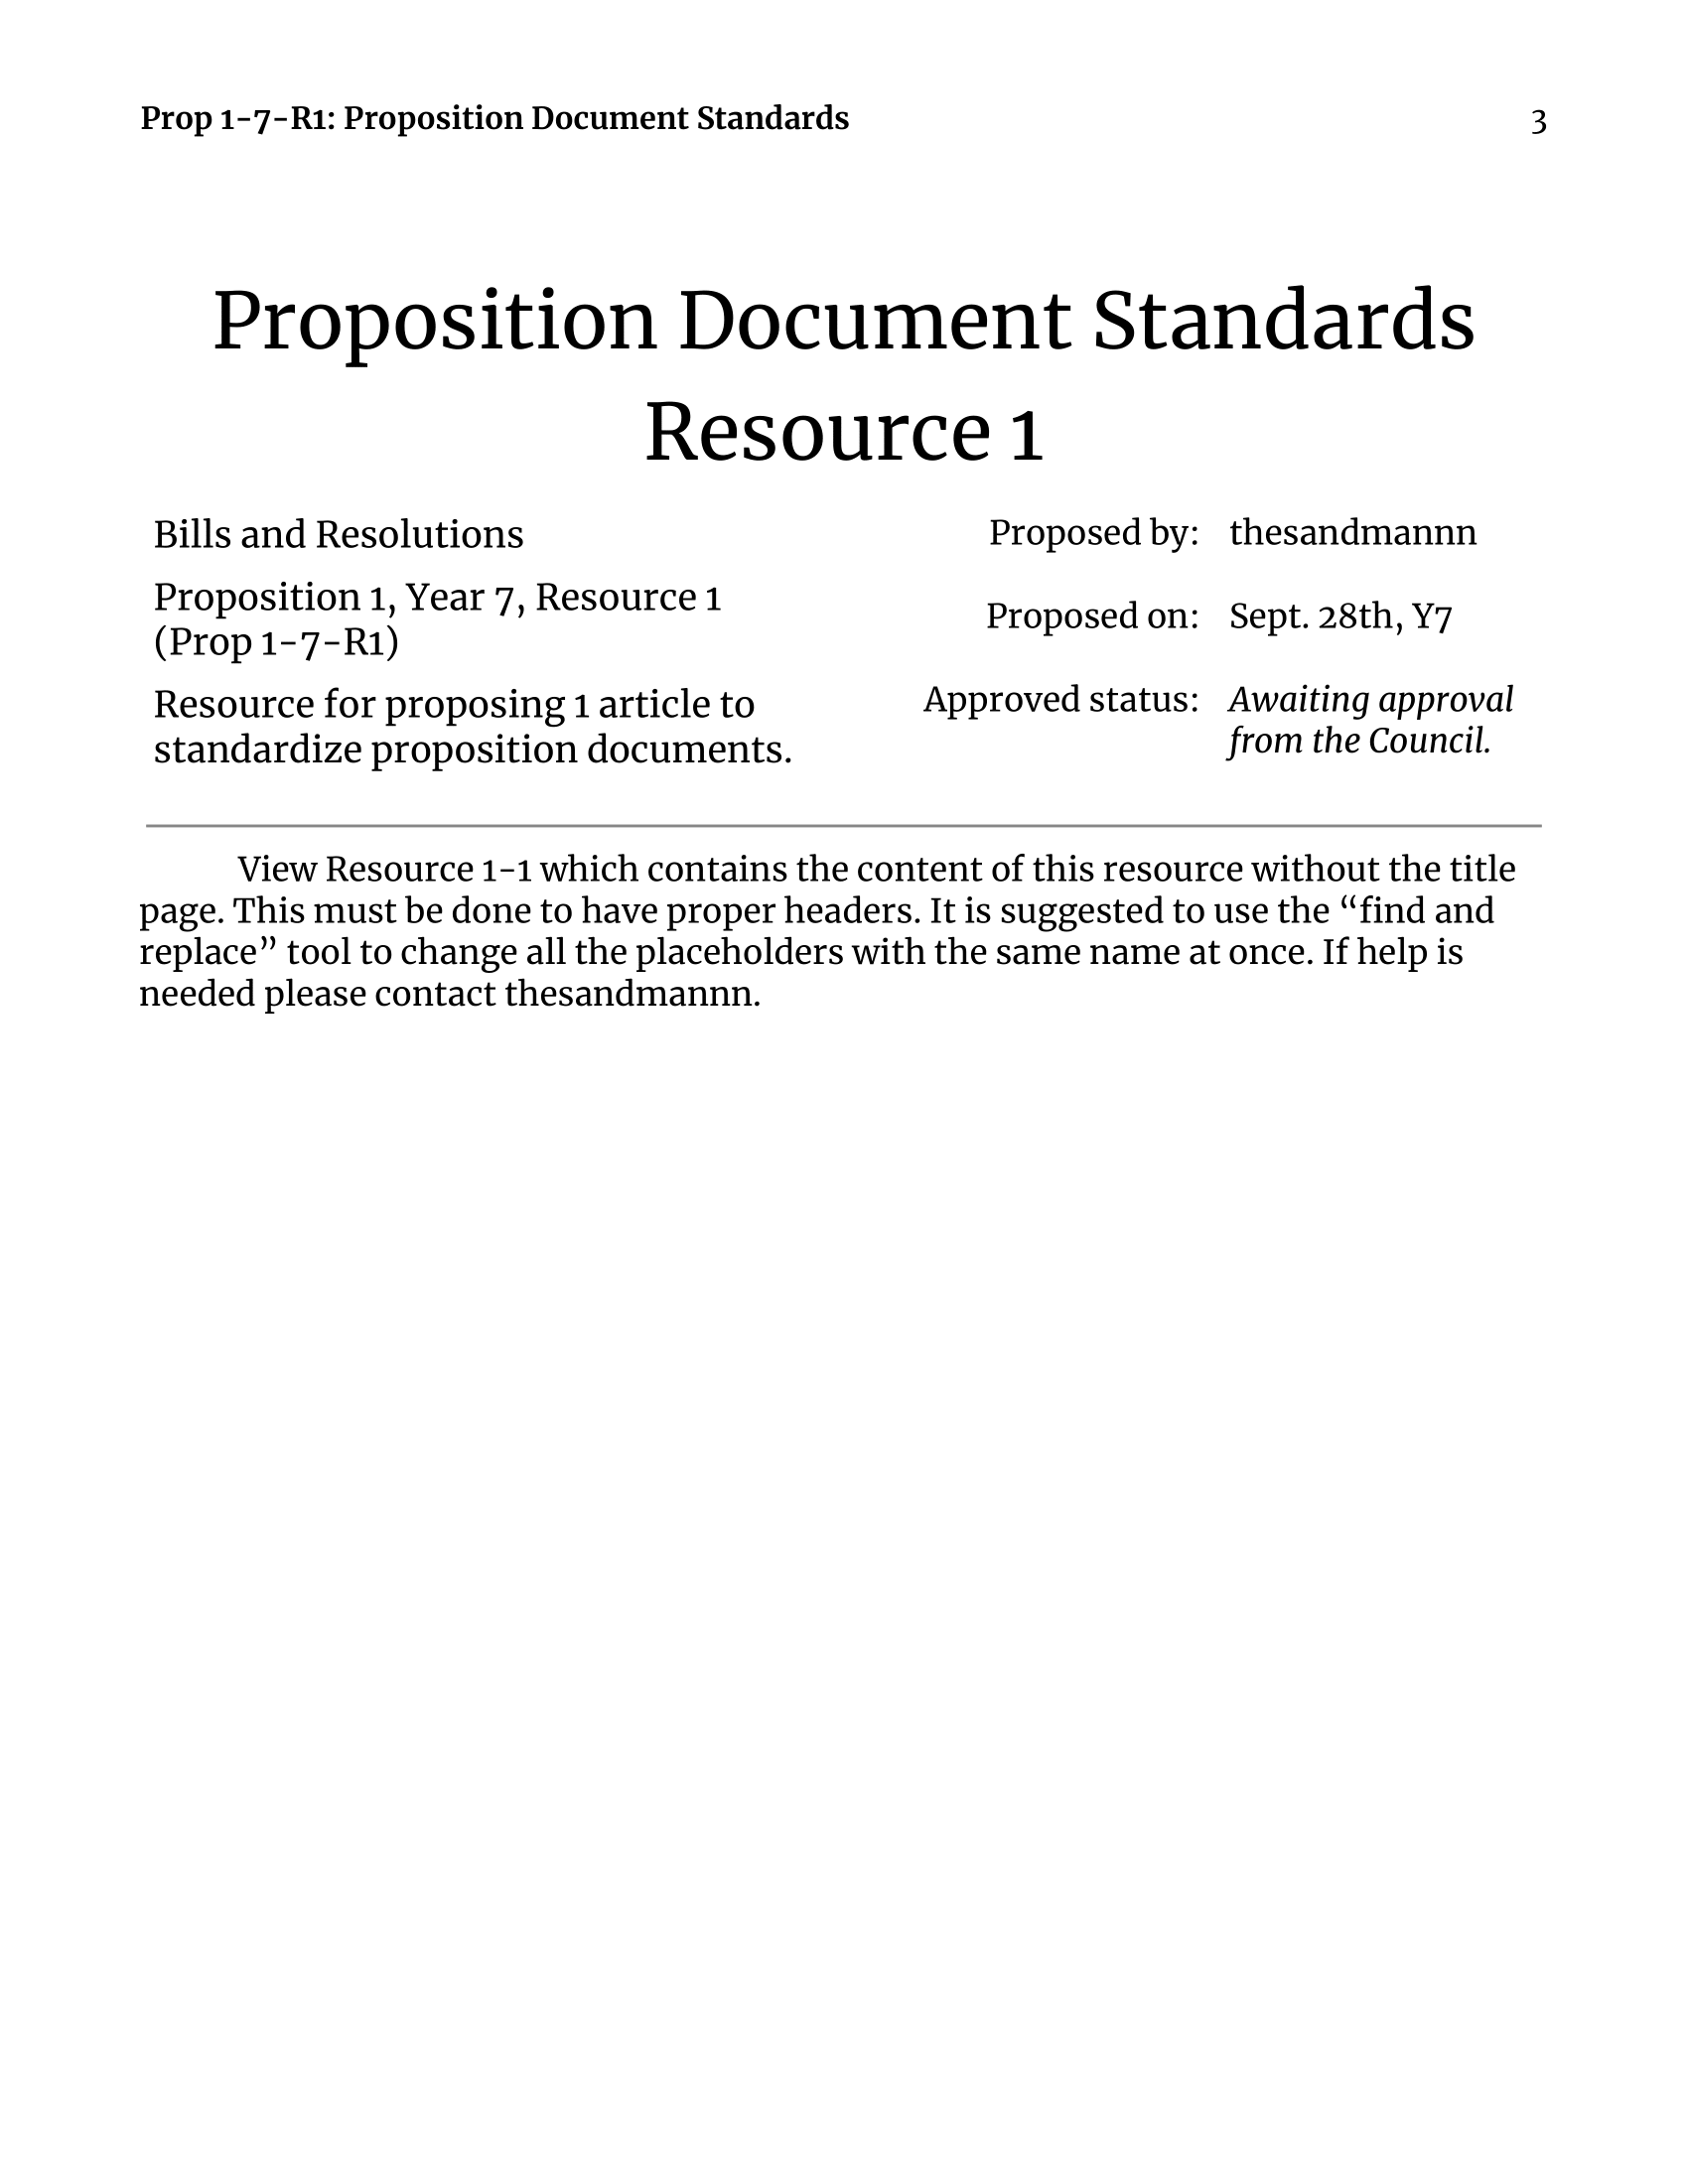 Prop 1-7-R1: Proposition Document Standards 3
Proposition Document Standards
Resource 1
Bills and Resolutions
Proposition 1, Year 7, Resource 1
(Prop 1-7-R1)
Resource for proposing 1 article to
standardize proposition documents.
Proposed by: thesandmannn
Proposed on: Sept. 28th, Y7
Approved status: Awaiting approval
from the Council.
View Resource 1-1 which contains the content of this resource without the title
page. This must be done to have proper headers. It is suggested to use the “find and
replace” tool to change all the placeholders with the same name at once. If help is
needed please contact thesandmannn.